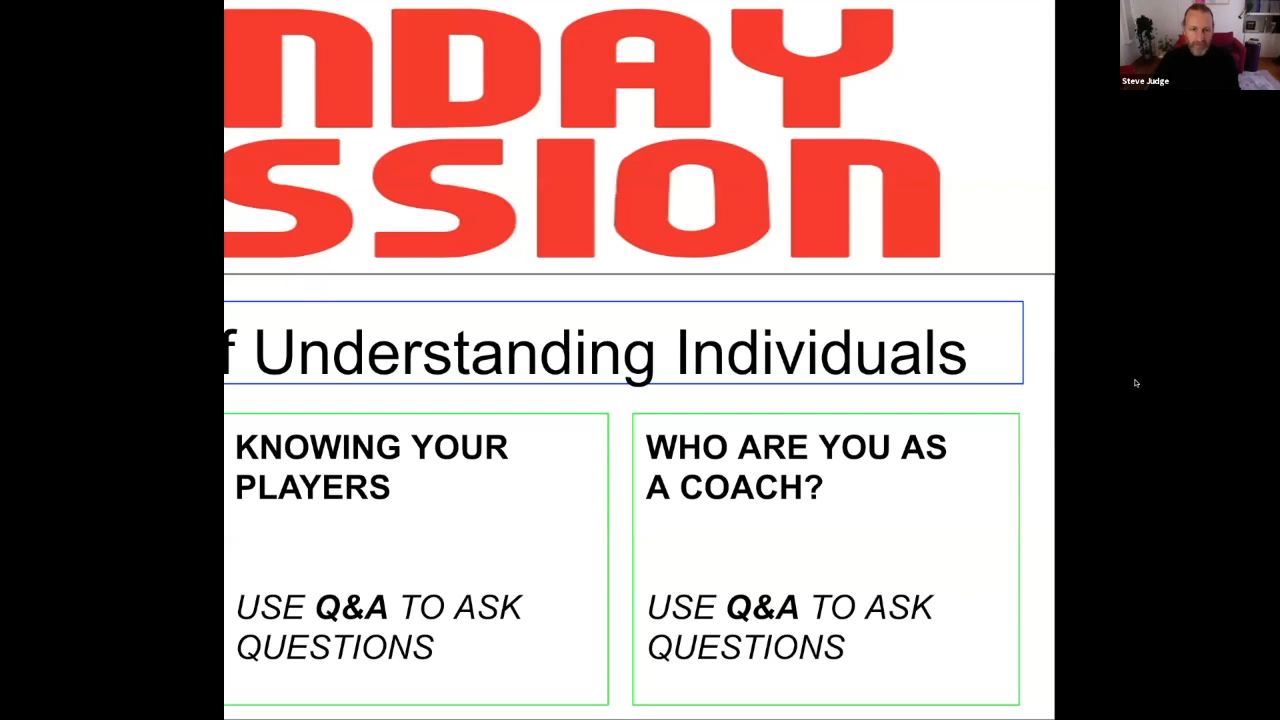 NDAY
SSION
Steve Judge
f Understanding Individuals
KNOWING YOUR
PLAYERS
USE Q&A TO ASK
QUESTIONS
WHO ARE YOU AS
A COACH?
USE Q&A TO ASK
QUESTIONS